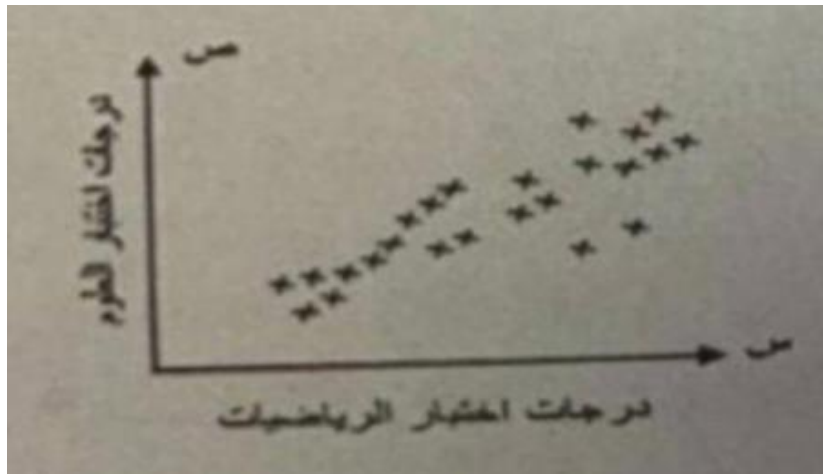 ص
درجات اختبار العلوم
س
درجات اختبار الرياضيات